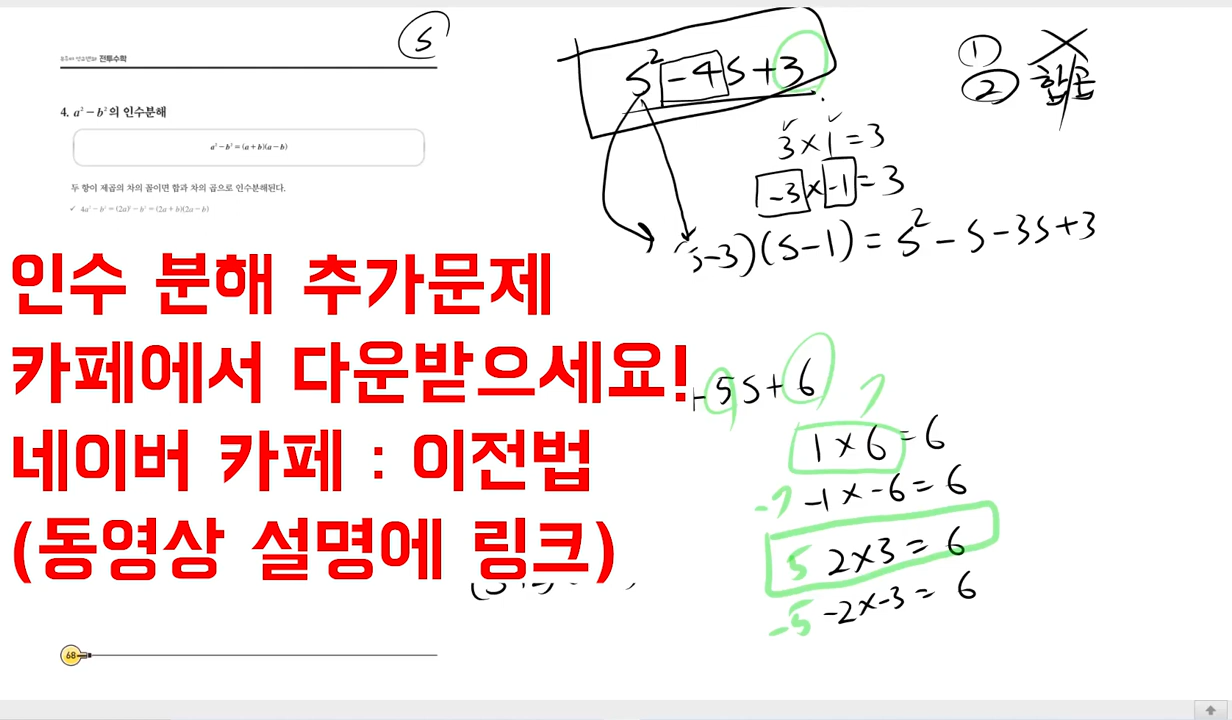 전투수학
4. a² − b² 의 인수분해
a² − b² = (a + b)(a − b)
두 항이 제곱의 차의 꼴이면 합과 차의 곱으로 인수분해된다.
✓ 4a² − b² = (2a)² − b² = (2a + b)(2a − b)
인수 분해 추가문제
카페에서 다운받으세요!
네이버 카페 : 이전법
(동영상 설명에 링크)
68
5
s² -4s+3
① X
② 합곱
3×1=3
-3×-1=3
s-3)(s-1) = s² - s - 3s + 3
5s+6
7
1×6=6
-7 -1×-6=6
5 2×3=6
-5 -2×-3=6